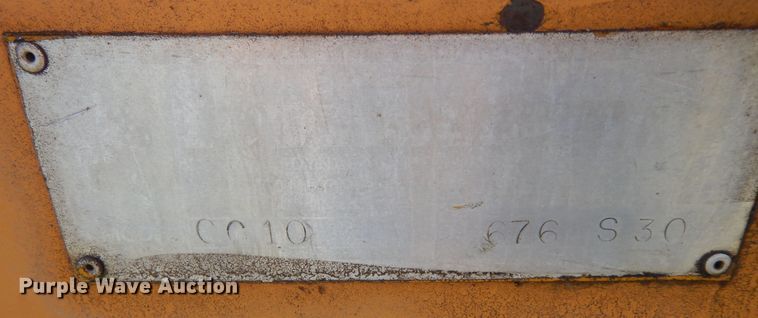 CC10 676 S30
Purple Wave Auction